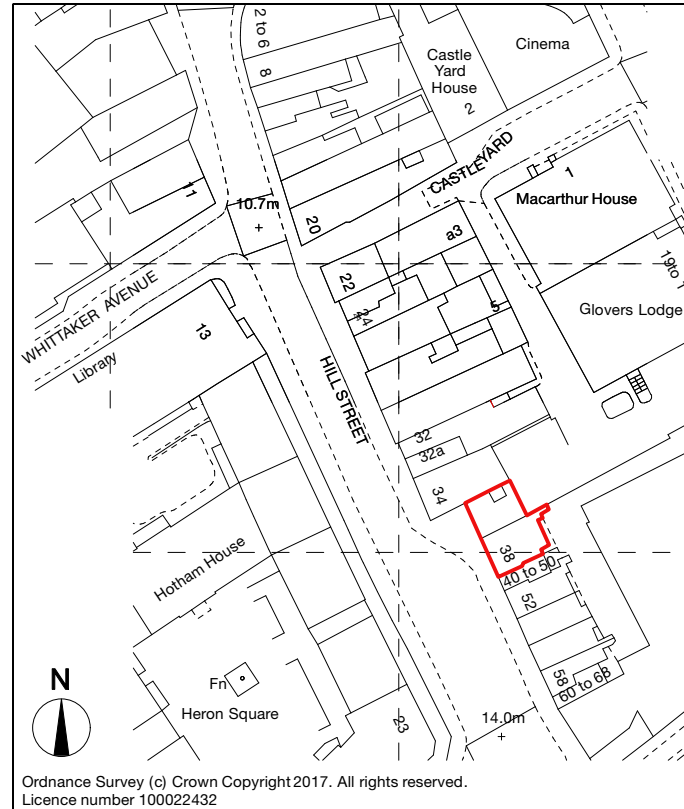 2 to 6
8
Castle
Yard
House
2
Cinema
CASTLEYARD
1
Macarthur House
11
10.7m
20
a3
19to 1
22
24
5
Glovers Lodge
WHITTAKER AVENUE
Library
13
HILL STREET
32
32a
34
38
40 to 50
52
58
60 to 68
Hotham House
Fn
Heron Square
23
14.0m
N
Ordnance Survey (c) Crown Copyright 2017. All rights reserved.
Licence number 100022432